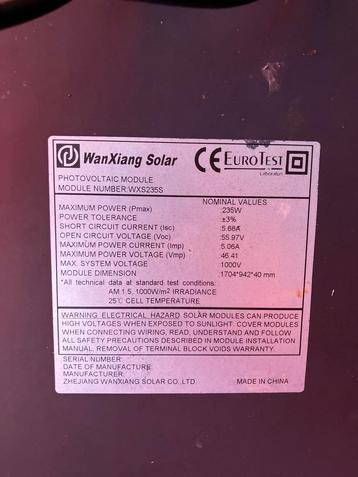 WanXiang Solar
CE EUROTEST
Laboratori
PHOTOVOLTAIC MODULE
MODULE NUMBER:WXS235S
NOMINAL VALUES
MAXIMUM POWER (Pmax) :235W
POWER TOLERANCE ±3%
SHORT CIRCUIT CURRENT (Isc) :5.68A
OPEN CIRCUIT VOLTAGE (Voc) :55.97V
MAXIMUM POWER CURRENT (Imp) :5.06A
MAXIMUM POWER VOLTAGE (Vmp) :46.41
MAX. SYSTEM VOLTAGE :1000V
MODULE DIMENSION :1704*942*40 mm
*All technical data at standard test conditions:
AM 1.5, 1000W/m² IRRADIANCE
25℃ CELL TEMPERATURE
WARNING ELECTRICAL HAZARD SOLAR MODULES CAN PRODUCE
HIGH VOLTAGES WHEN EXPOSED TO SUNLIGHT. COVER MODULES
WHEN CONNECTING WIRING, READ, UNDERSTAND AND FOLLOW
ALL SAFETY PRECAUTIONS DESCRIBED IN MODULE INSTALLATION
MANUAL, REMOVAL OF TERMINAL BLOCK VOIDS WARRANTY.
SERIAL NUMBER:
DATE OF MANUFACTURE:
MANUFACTURER:
ZHEJIANG WANXIANG SOLAR CO.,LTD. MADE IN CHINA